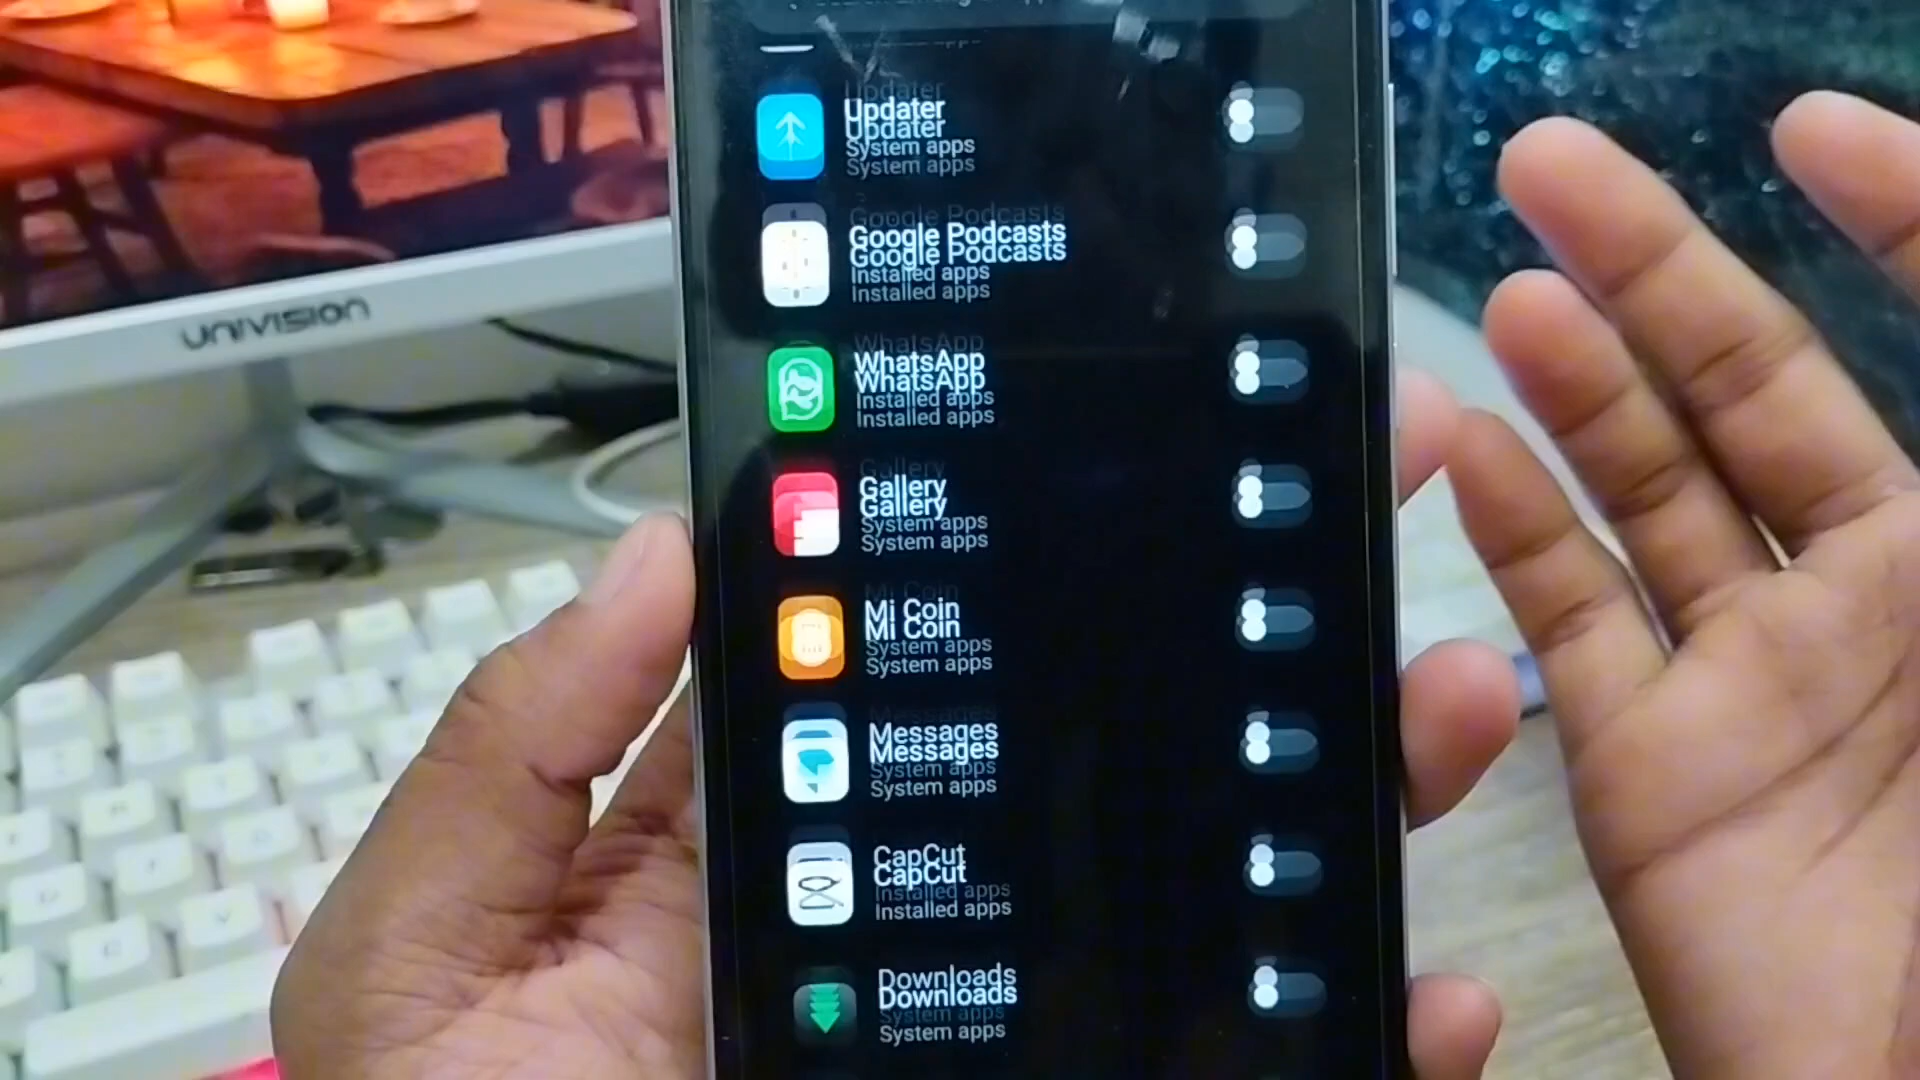 UNIVISION
Updater
System apps
Google Podcasts
Installed apps
WhatsApp
Installed apps
Gallery
System apps
Mi Coin
System apps
Messages
System apps
CapCut
Installed apps
Downloads
System apps